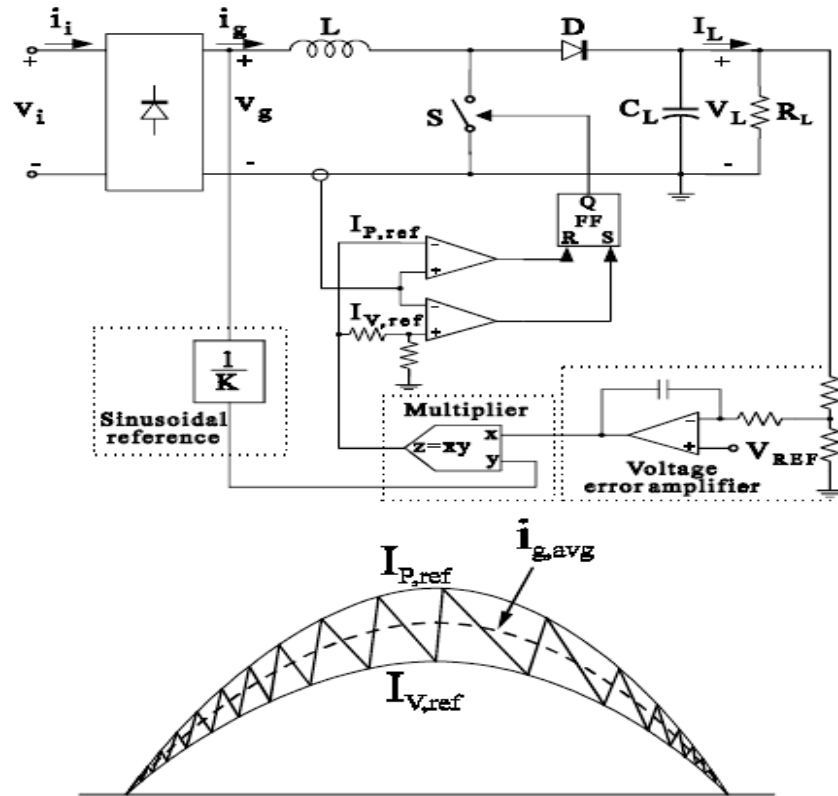 i_i
i_g
L
D
I_L
+
+
+
v_i
v_g
S
C_L
V_L
R_L
-
-
-
Q
FF
R S
I_P,ref
-
+
I_V,ref
-
+
1
K
Sinusoidal
reference
Multiplier
x
z=xy
y
-
+
V_REF
Voltage
error amplifier
i_g,avg
I_P,ref
I_V,ref